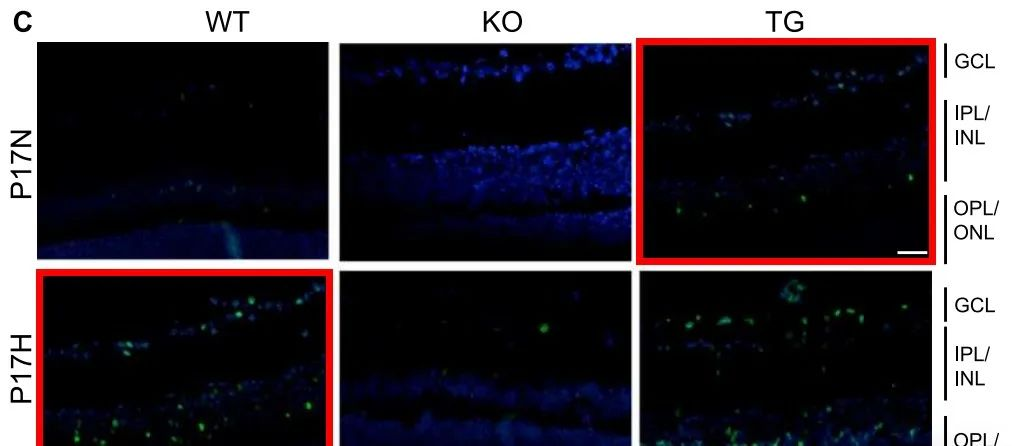 C WT KO TG
P17N
GCL
IPL/
INL
OPL/
ONL
P17H
GCL
IPL/
INL
OPL/